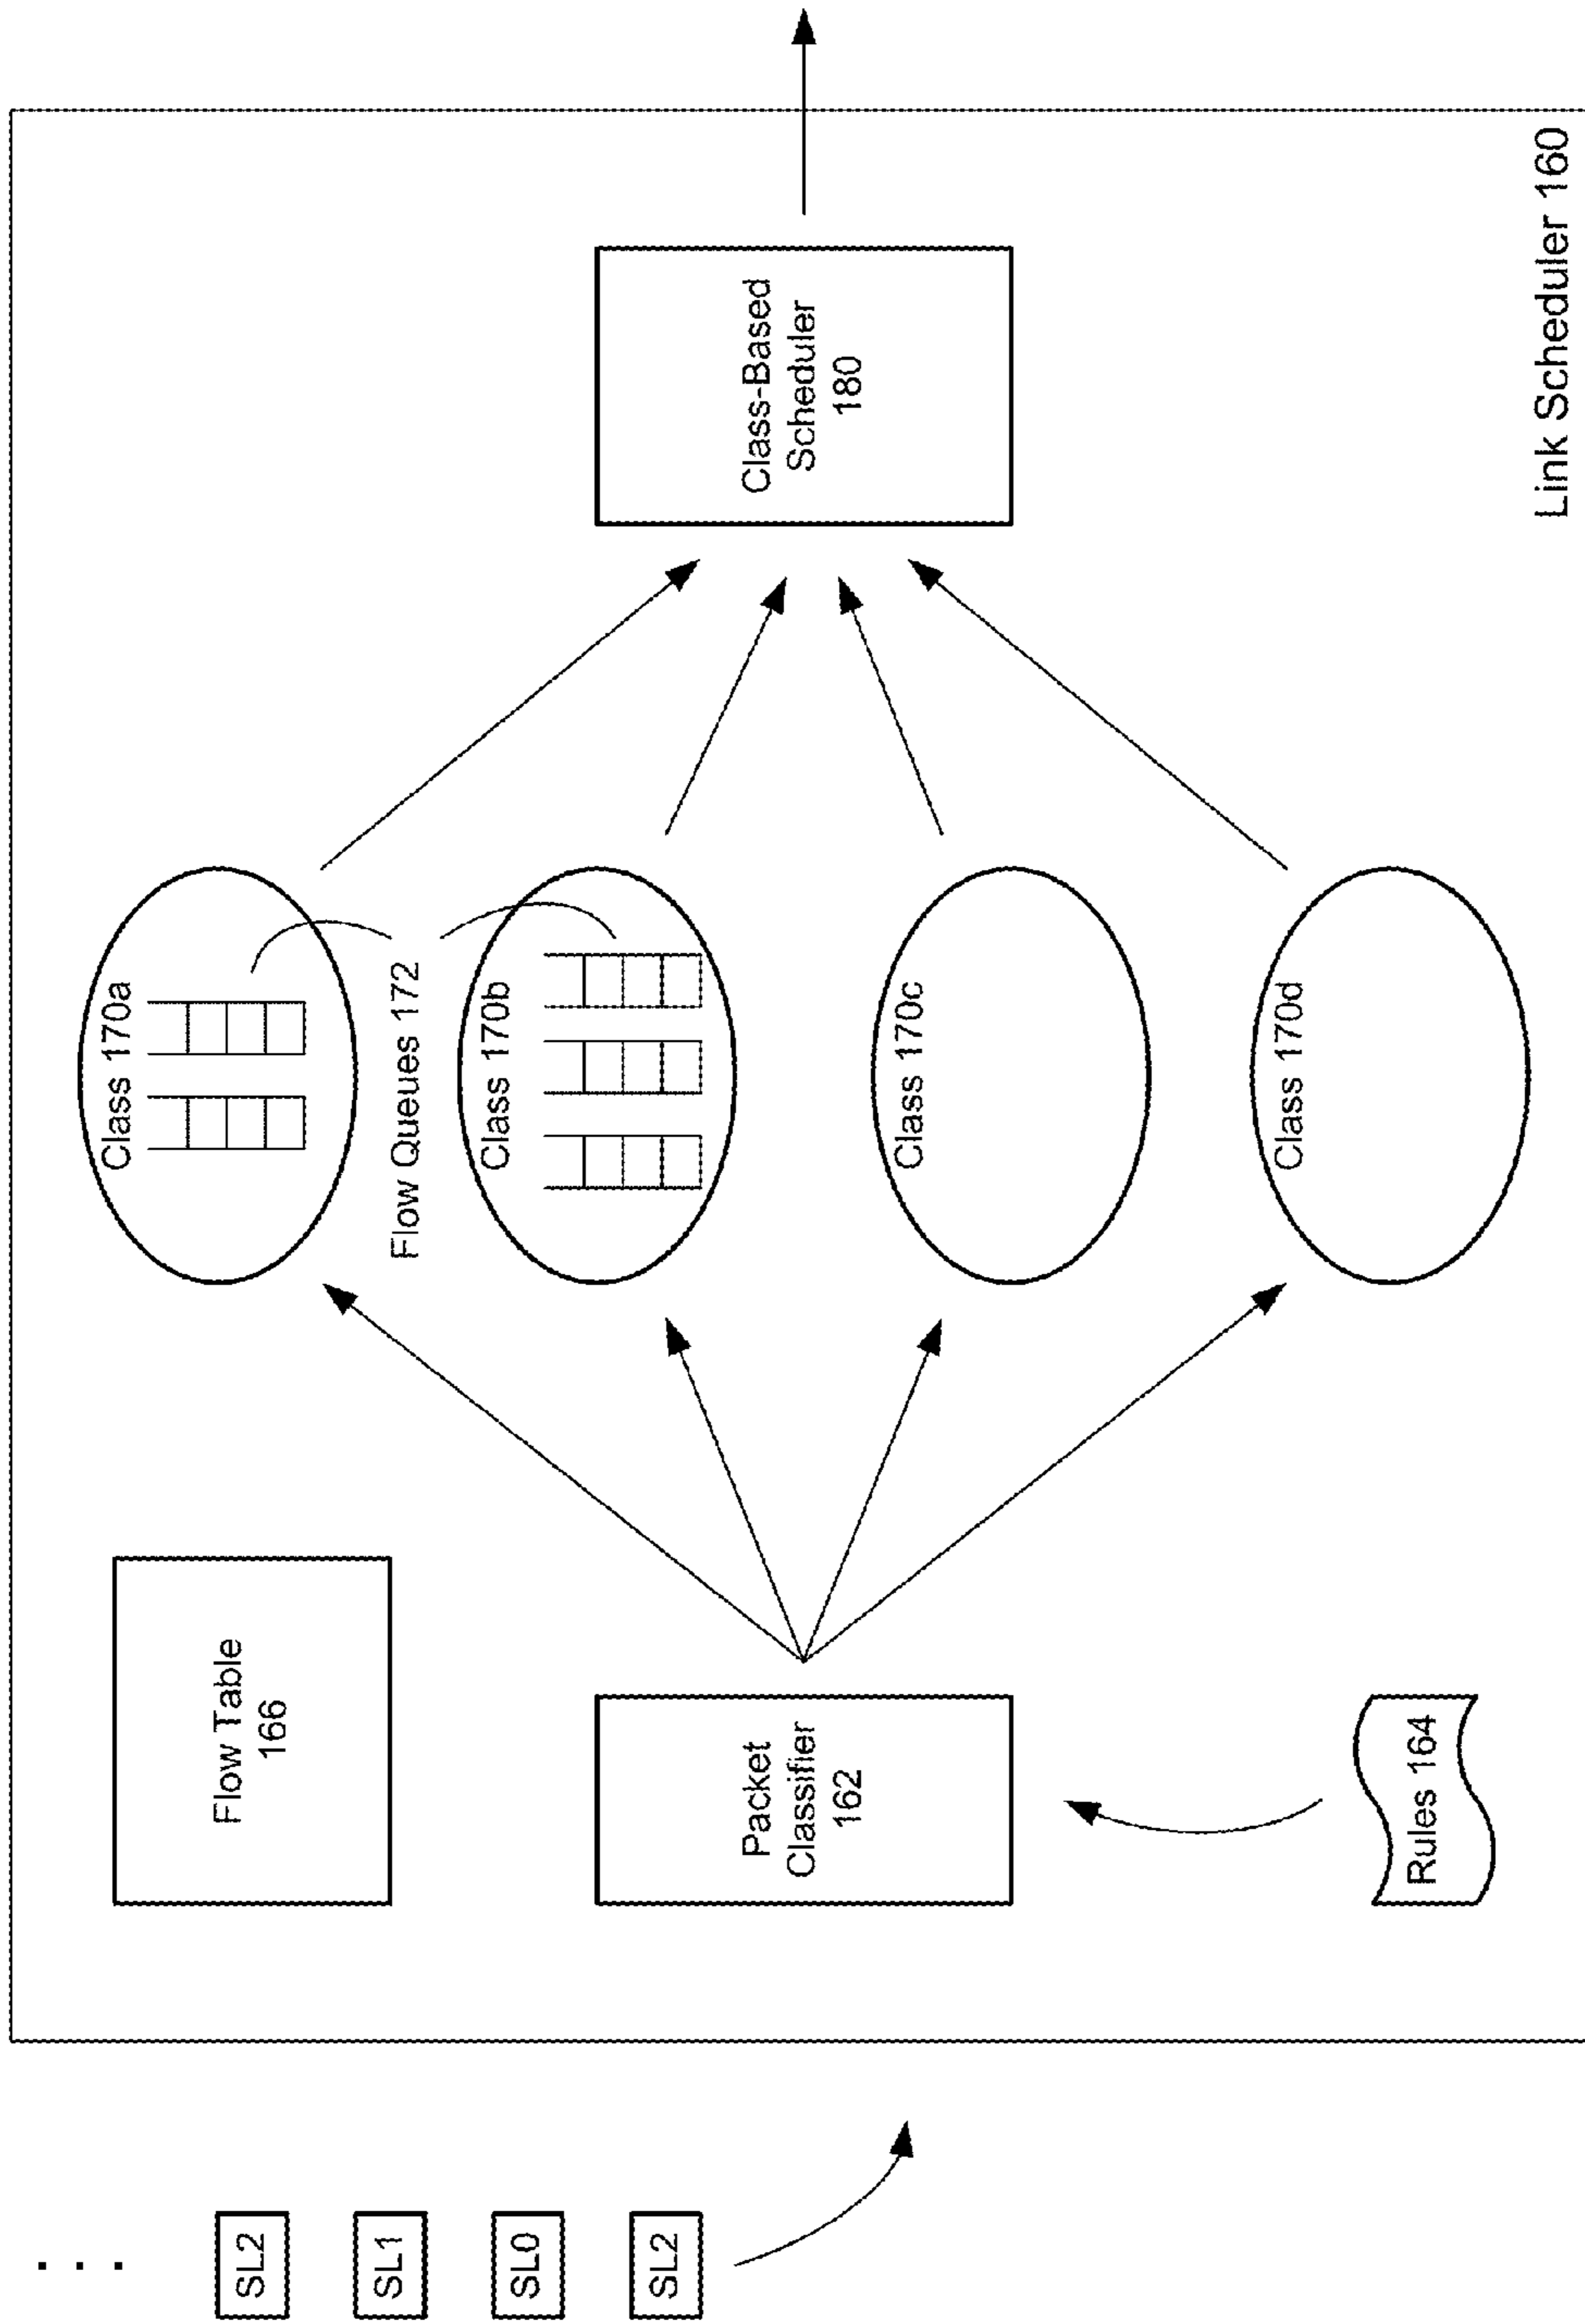 . . .
SL2
SL1
SL0
SL2
Flow Table
166
Packet
Classifier
162
Rules 164
Class 170a
Flow Queues 172
Class 170b
Class 170c
Class 170d
Class-Based
Scheduler
180
Link Scheduler 160